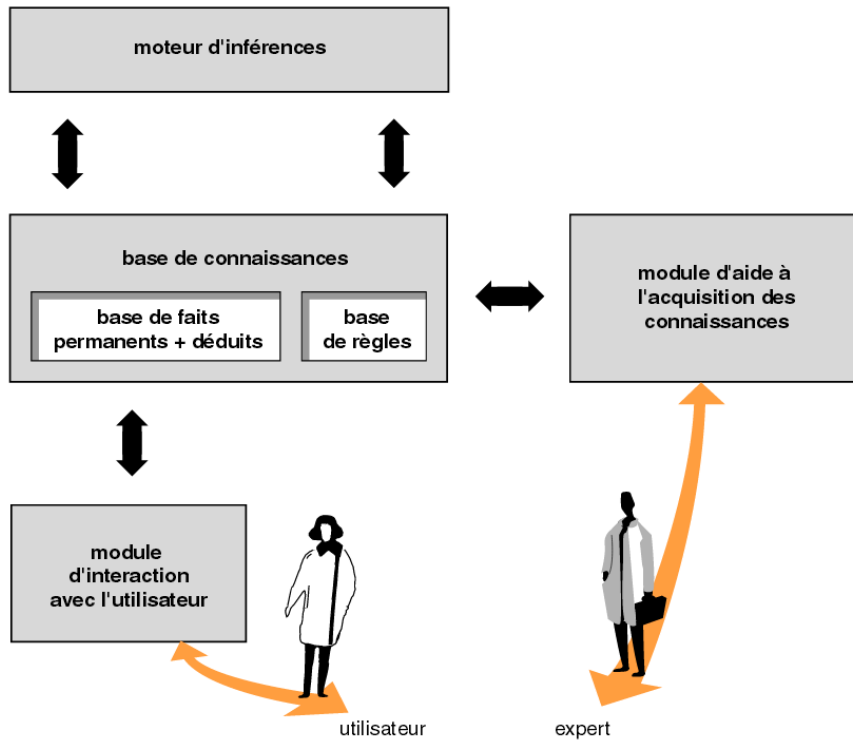 moteur d'inférences
base de connaissances
base de faits
permanents + déduits
base
de règles
module d'aide à
l'acquisition des
connaissances
module
d'interaction
avec l'utilisateur
utilisateur
expert